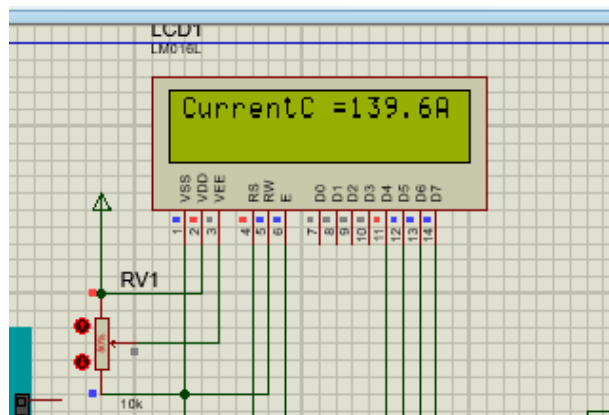 LCD1
LM016L
CurrentC =139.6A
VSS VDD VEE RS RW E D0 D1 D2 D3 D4 D5 D6 D7
1 2 3 4 5 6 7 8 9 10 11 12 13 14
RV1
10k